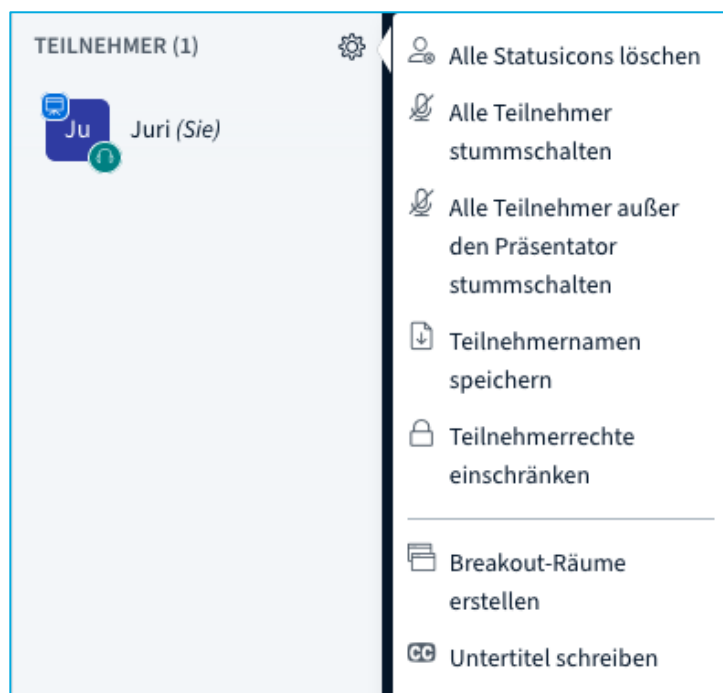 TEILNEHMER (1)
Ju
Juri (Sie)
Alle Statusicons löschen
Alle Teilnehmer
stummschalten
Alle Teilnehmer außer
den Präsentator
stummschalten
Teilnehmernamen
speichern
Teilnehmerrechte
einschränken
Breakout-Räume
erstellen
CC
Untertitel schreiben